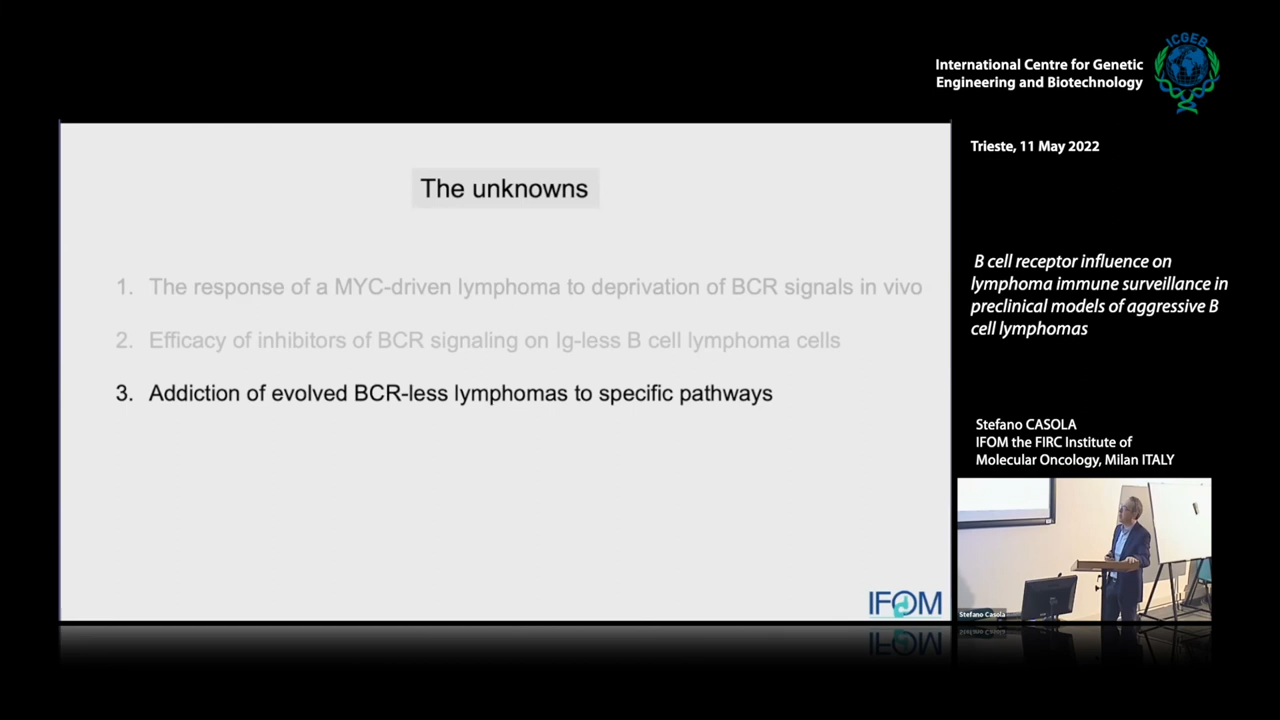 ICGEB
International Centre for Genetic
Engineering and Biotechnology
Trieste, 11 May 2022
The unknowns
1. The response of a MYC-driven lymphoma to deprivation of BCR signals in vivo
2. Efficacy of inhibitors of BCR signaling on Ig-less B cell lymphoma cells
3. Addiction of evolved BCR-less lymphomas to specific pathways
IFOM
B cell receptor influence on
lymphoma immune surveillance in
preclinical models of aggressive B
cell lymphomas
Stefano CASOLA
IFOM the FIRC Institute of
Molecular Oncology, Milan ITALY
Stefano Casola